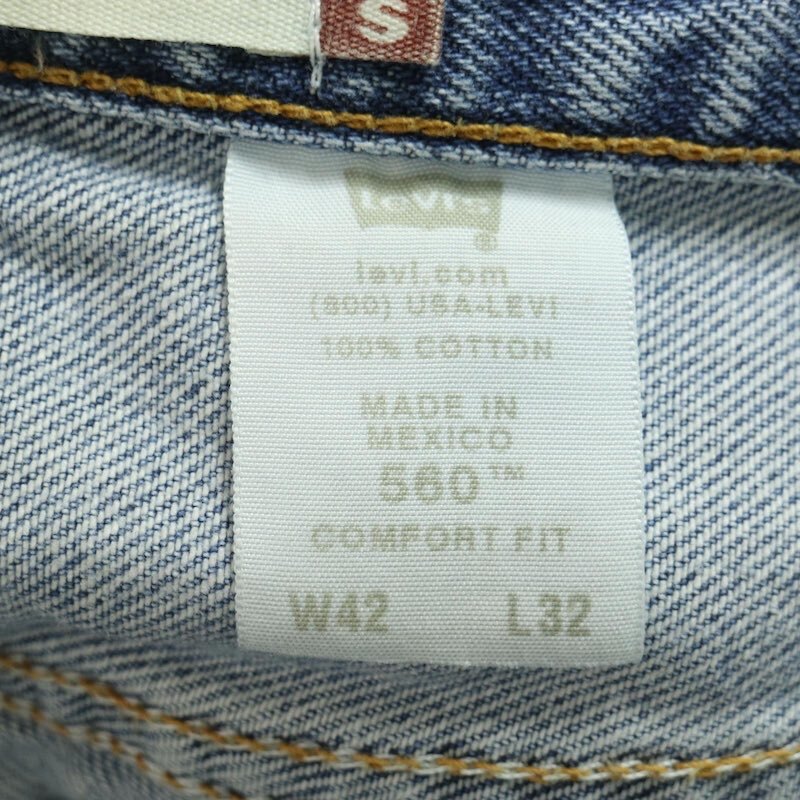 S
Levi's
®
levi.com
(800) USA-LEVI
100% COTTON
MADE IN
MEXICO
560™
COMFORT FIT
W42 L32